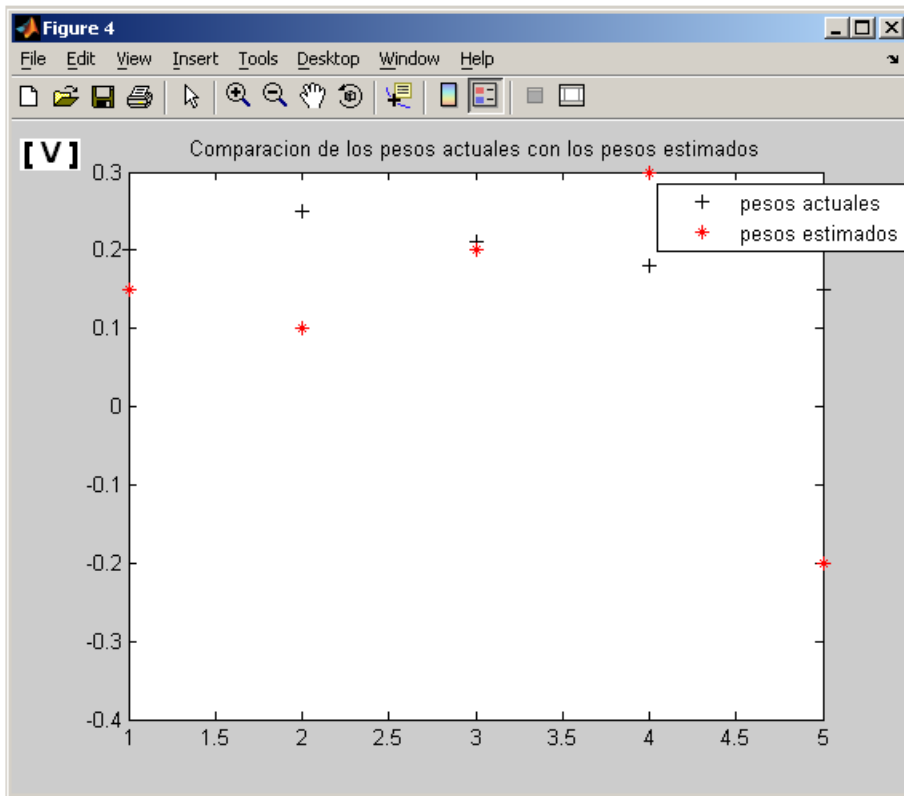 Figure 4
File Edit View Insert Tools Desktop Window Help
[ V ]
Comparacion de los pesos actuales con los pesos estimados
0.3
0.2
0.1
0
-0.1
-0.2
-0.3
-0.4
1 1.5 2 2.5 3 3.5 4 4.5 5
pesos actuales
pesos estimados